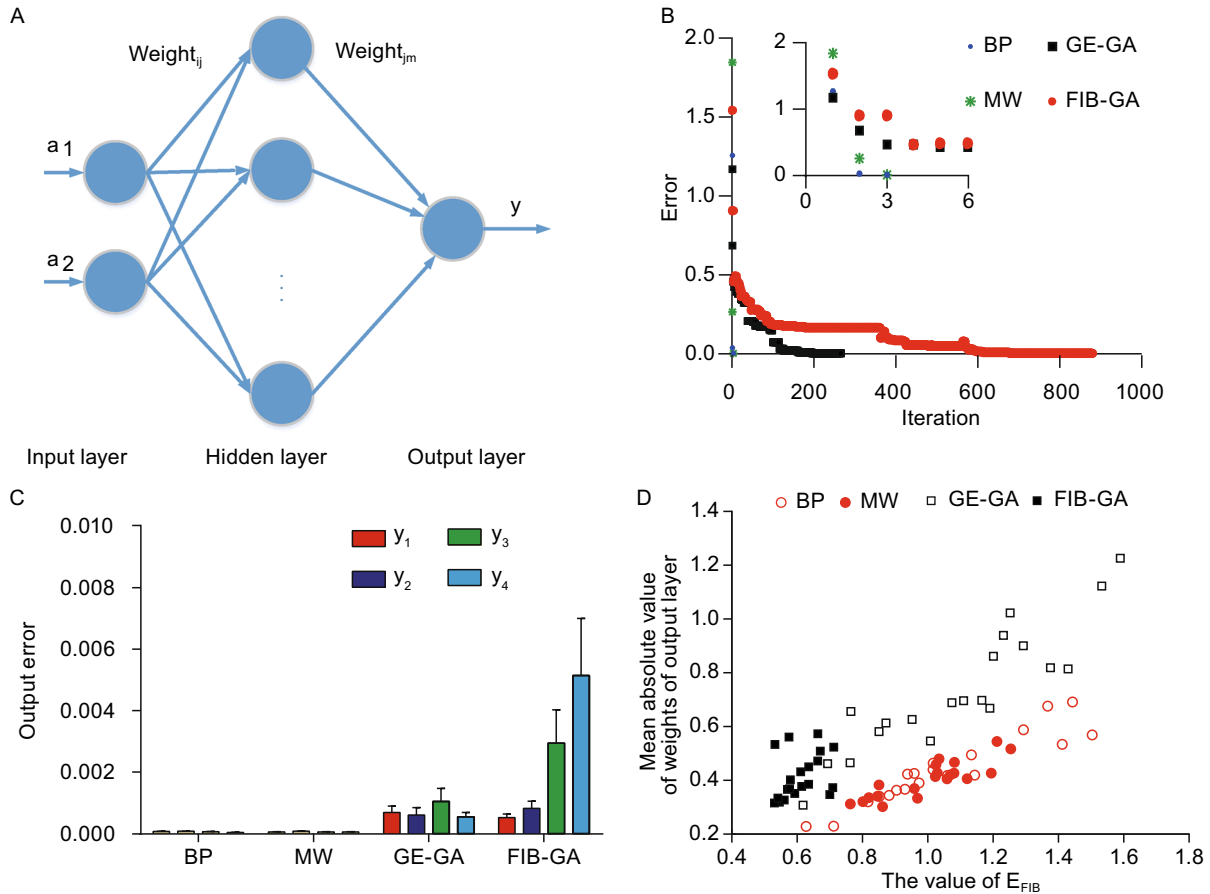 A
Weight_ij
Weight_jm
a1
a2
y
Input layer
Hidden layer
Output layer
B
2.0
1.5
1.0
0.5
0.0
Error
0
200
400
600
800
1000
Iteration
2
1
0
0
3
6
BP
GE-GA
MW
FIB-GA
C
0.010
0.008
0.006
0.004
0.002
0.000
Output error
y1
y3
y2
y4
BP
MW
GE-GA
FIB-GA
D
BP
MW
GE-GA
FIB-GA
1.4
1.2
1.0
0.8
0.6
0.4
0.2
Mean absolute value
of weights of output layer
0.4
0.6
0.8
1.0
1.2
1.4
1.6
1.8
The value of E_FIB